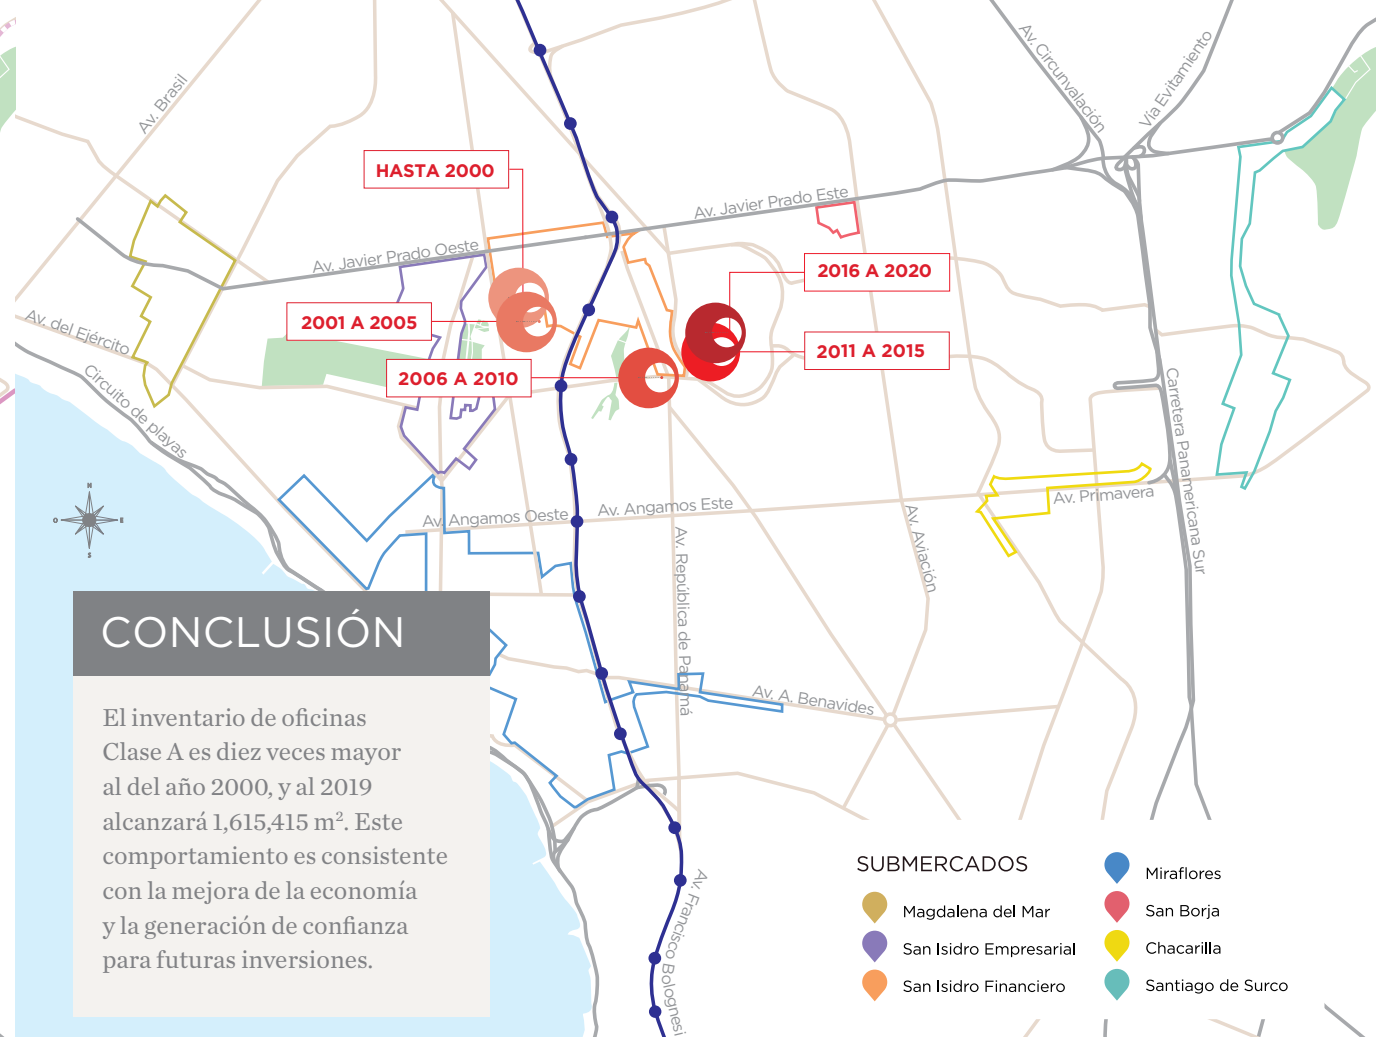 Av. Brasil
Av. Circunvalación
Vía Evitamiento
HASTA 2000
Av. Javier Prado Este
Av. Javier Prado Oeste
2016 A 2020
2001 A 2005
Av. del Ejército
2011 A 2015
2006 A 2010
Circuito de playas
Carretera Panamericana Sur
N
O
E
S
Av. Angamos Oeste
Av. Angamos Este
Av. Primavera
Av. Aviación
Av. República de Panamá
Av. A. Benavides
Av. Francisco Bolognesi
CONCLUSIÓN
El inventario de oficinas
Clase A es diez veces mayor
al del año 2000, y al 2019
alcanzará 1,615,415 m². Este
comportamiento es consistente
con la mejora de la economía
y la generación de confianza
para futuras inversiones.
SUBMERCADOS
Magdalena del Mar
San Isidro Empresarial
San Isidro Financiero
Miraflores
San Borja
Chacarilla
Santiago de Surco